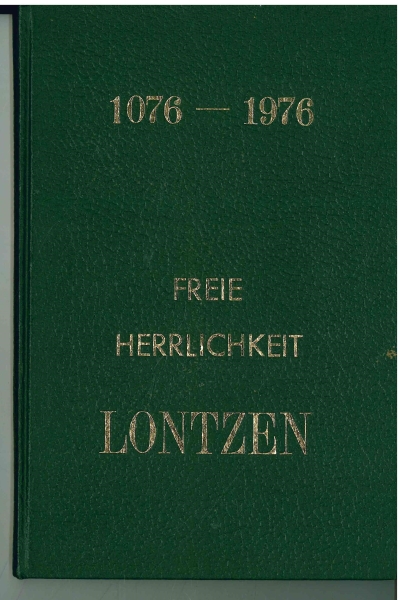 1076 — 1976
FREIE
HERRLICHKEIT
LONTZEN